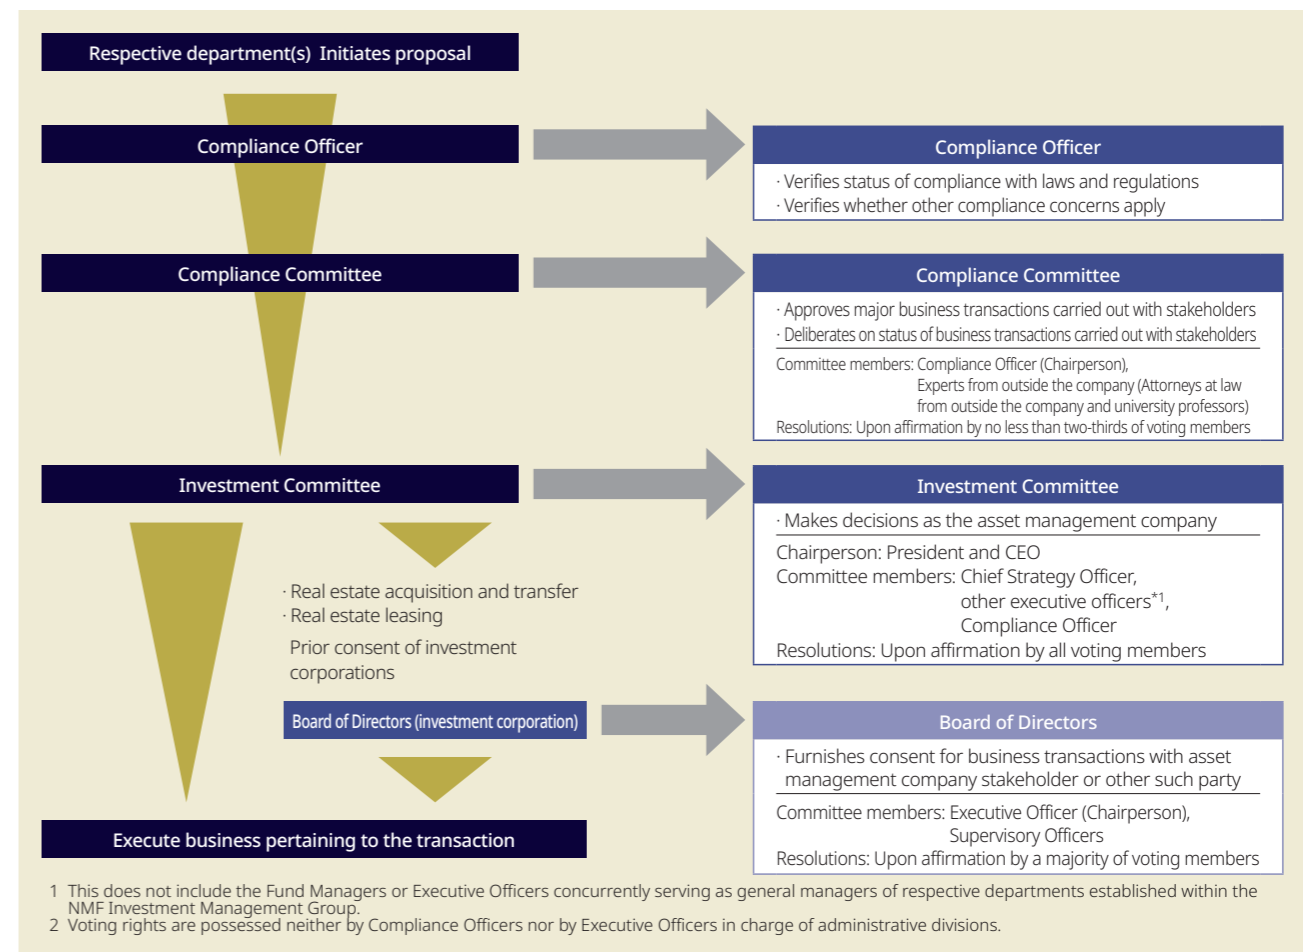 Respective department(s) Initiates proposal
Compliance Officer
Compliance Officer
· Verifies status of compliance with laws and regulations
· Verifies whether other compliance concerns apply
Compliance Committee
Compliance Committee
· Approves major business transactions carried out with stakeholders
· Deliberates on status of business transactions carried out with stakeholders
Committee members: Compliance Officer (Chairperson),
Experts from outside the company (Attorneys at law
from outside the company and university professors)
Resolutions: Upon affirmation by no less than two-thirds of voting members
Investment Committee
Investment Committee
· Makes decisions as the asset management company
Chairperson: President and CEO
Committee members: Chief Strategy Officer,
other executive officers*1,
Compliance Officer
Resolutions: Upon affirmation by all voting members
· Real estate acquisition and transfer
· Real estate leasing
Prior consent of investment
corporations
Board of Directors (investment corporation)
Board of Directors
· Furnishes consent for business transactions with asset
management company stakeholder or other such party
Committee members: Executive Officer (Chairperson),
Supervisory Officers
Resolutions: Upon affirmation by a majority of voting members
Execute business pertaining to the transaction
1 This does not include the Fund Managers or Executive Officers concurrently serving as general managers of respective departments established within the
NMF Investment Management Group.
2 Voting rights are possessed neither by Compliance Officers nor by Executive Officers in charge of administrative divisions.